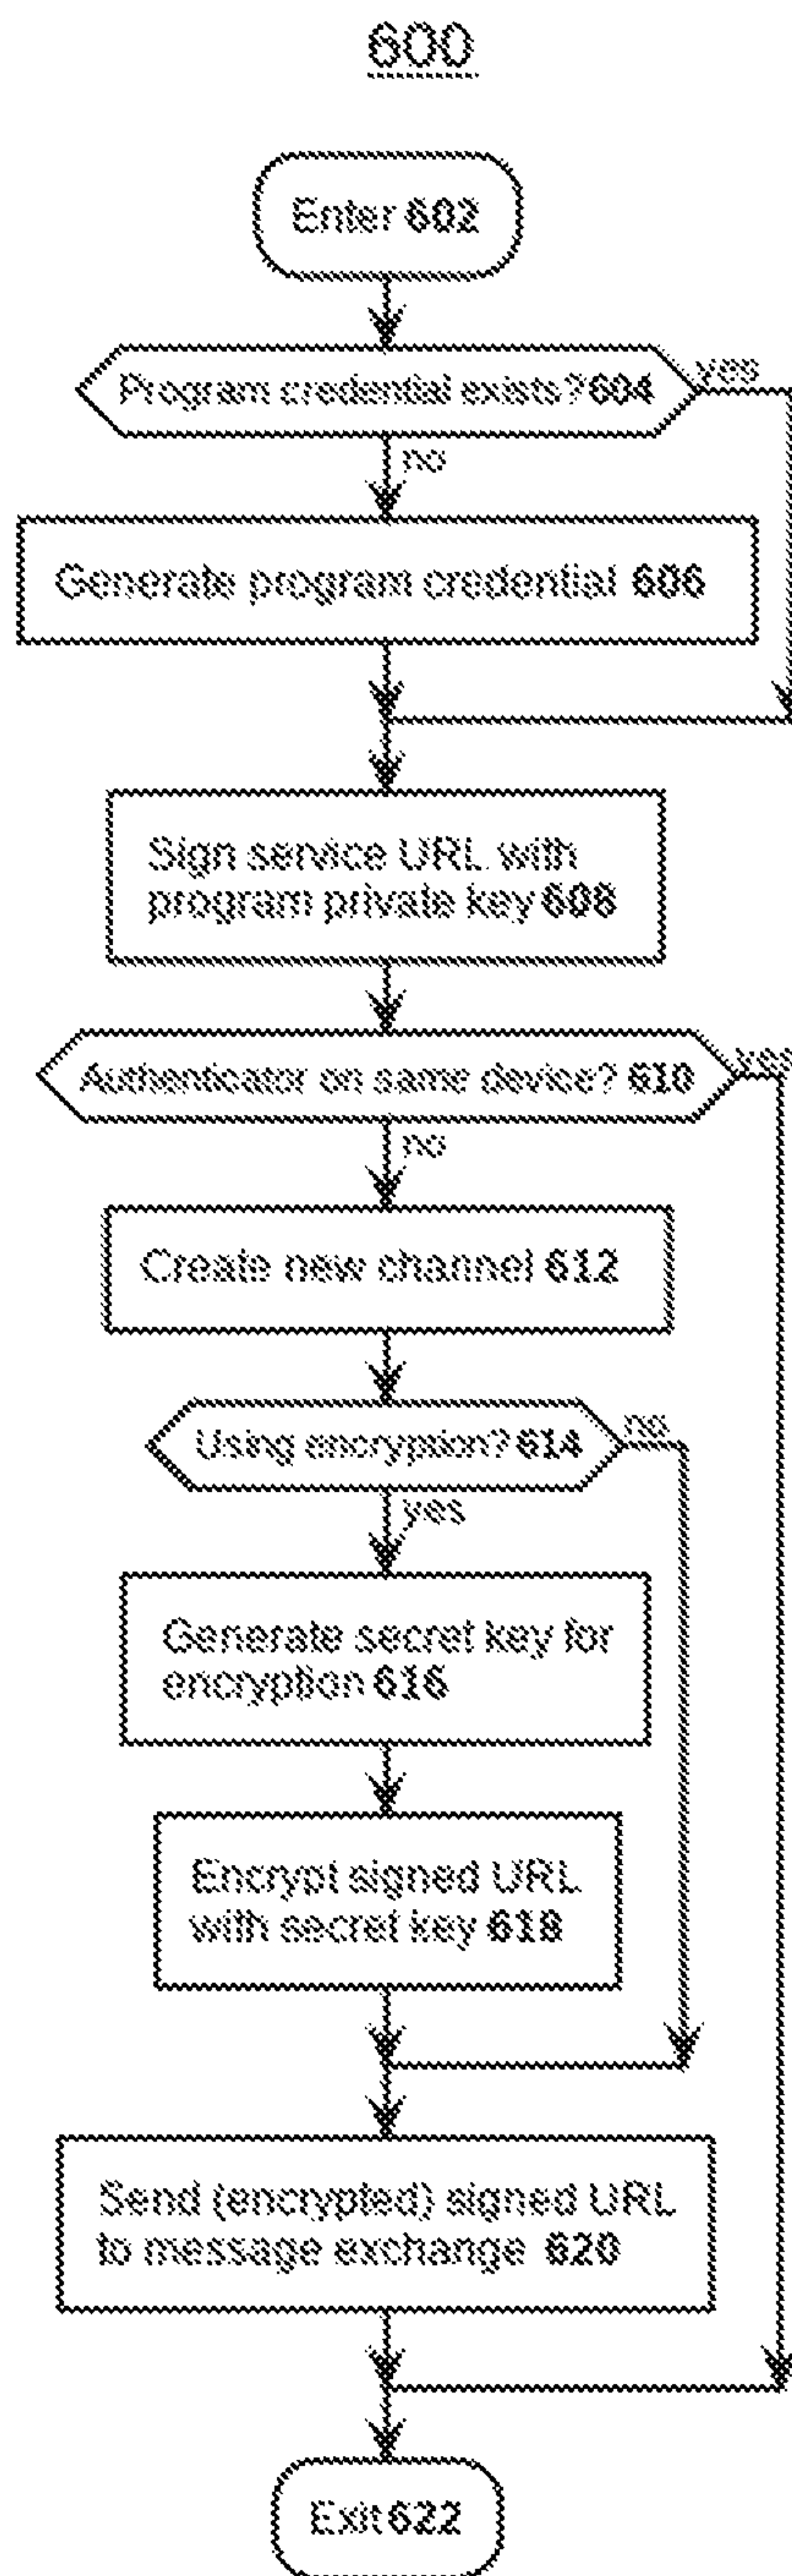 600
Enter 602
Program credential exists? 604
yes
no
Generate program credential 606
Sign service URL with
program private key 608
Authenticator on same device? 610
yes
no
Create new channel 612
Using encryption? 614
no
yes
Generate secret key for
encryption 616
Encrypt signed URL
with secret key 618
Send (encrypted) signed URL
to message exchange 620
Exit 622